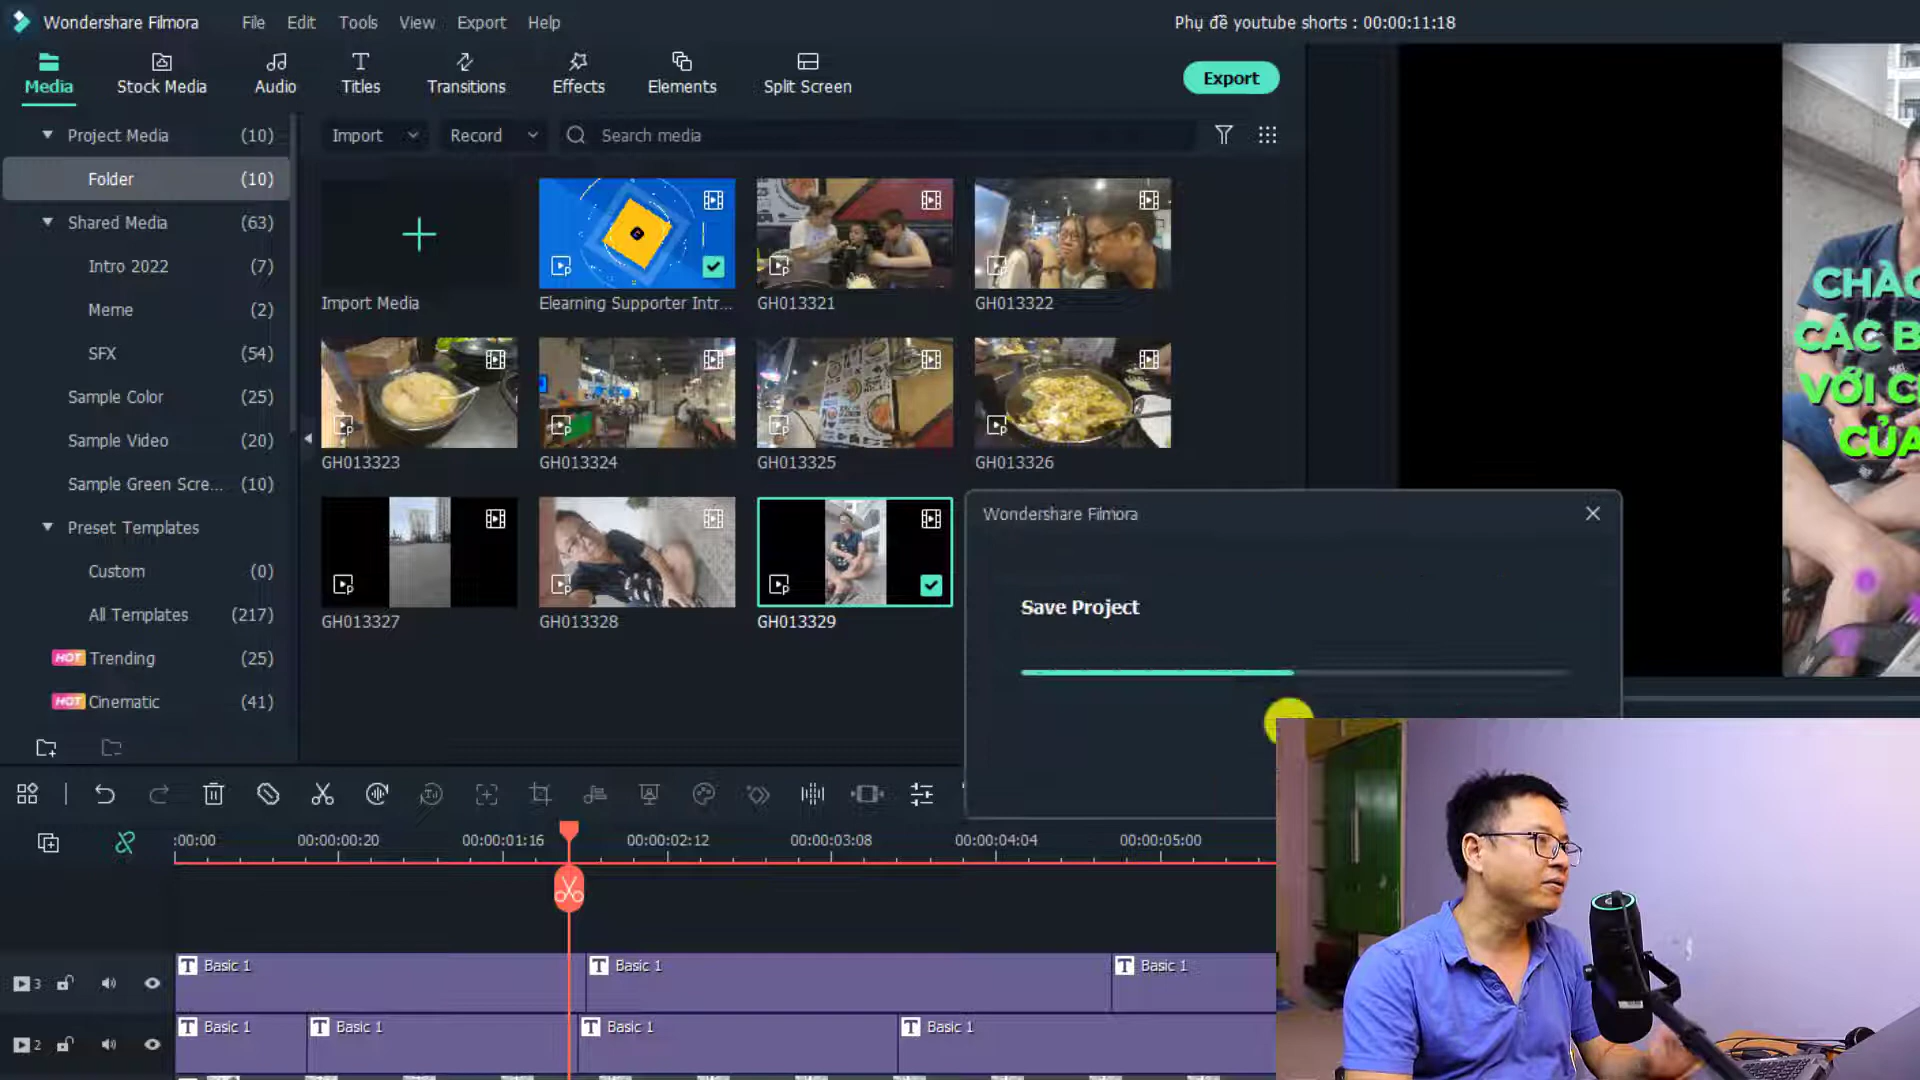 Wondershare Filmora
File
Edit
Tools
View
Export
Help
Phụ đề youtube shorts : 00:00:11:18
Media
Stock Media
Audio
Titles
Transitions
Effects
Elements
Split Screen
Export
Project Media (10)
Folder (10)
Shared Media (63)
Intro 2022 (7)
Meme (2)
SFX (54)
Sample Color (25)
Sample Video (20)
Sample Green Scre... (10)
Preset Templates
Custom (0)
All Templates (217)
HOT Trending (25)
HOT Cinematic (41)
Import
Record
Search media
Import Media
Elearning Supporter Intr...
GH013321
GH013322
GH013323
GH013324
GH013325
GH013326
GH013327
GH013328
GH013329
CHÀO
CÁC B
VỚI C
CỦA
Wondershare Filmora
Save Project
:00:00
00:00:00:20
00:00:01:16
00:00:02:12
00:00:03:08
00:00:04:04
00:00:05:00
3
T Basic 1
T Basic 1
T Basic 1
2
T Basic 1
T Basic 1
T Basic 1
T Basic 1